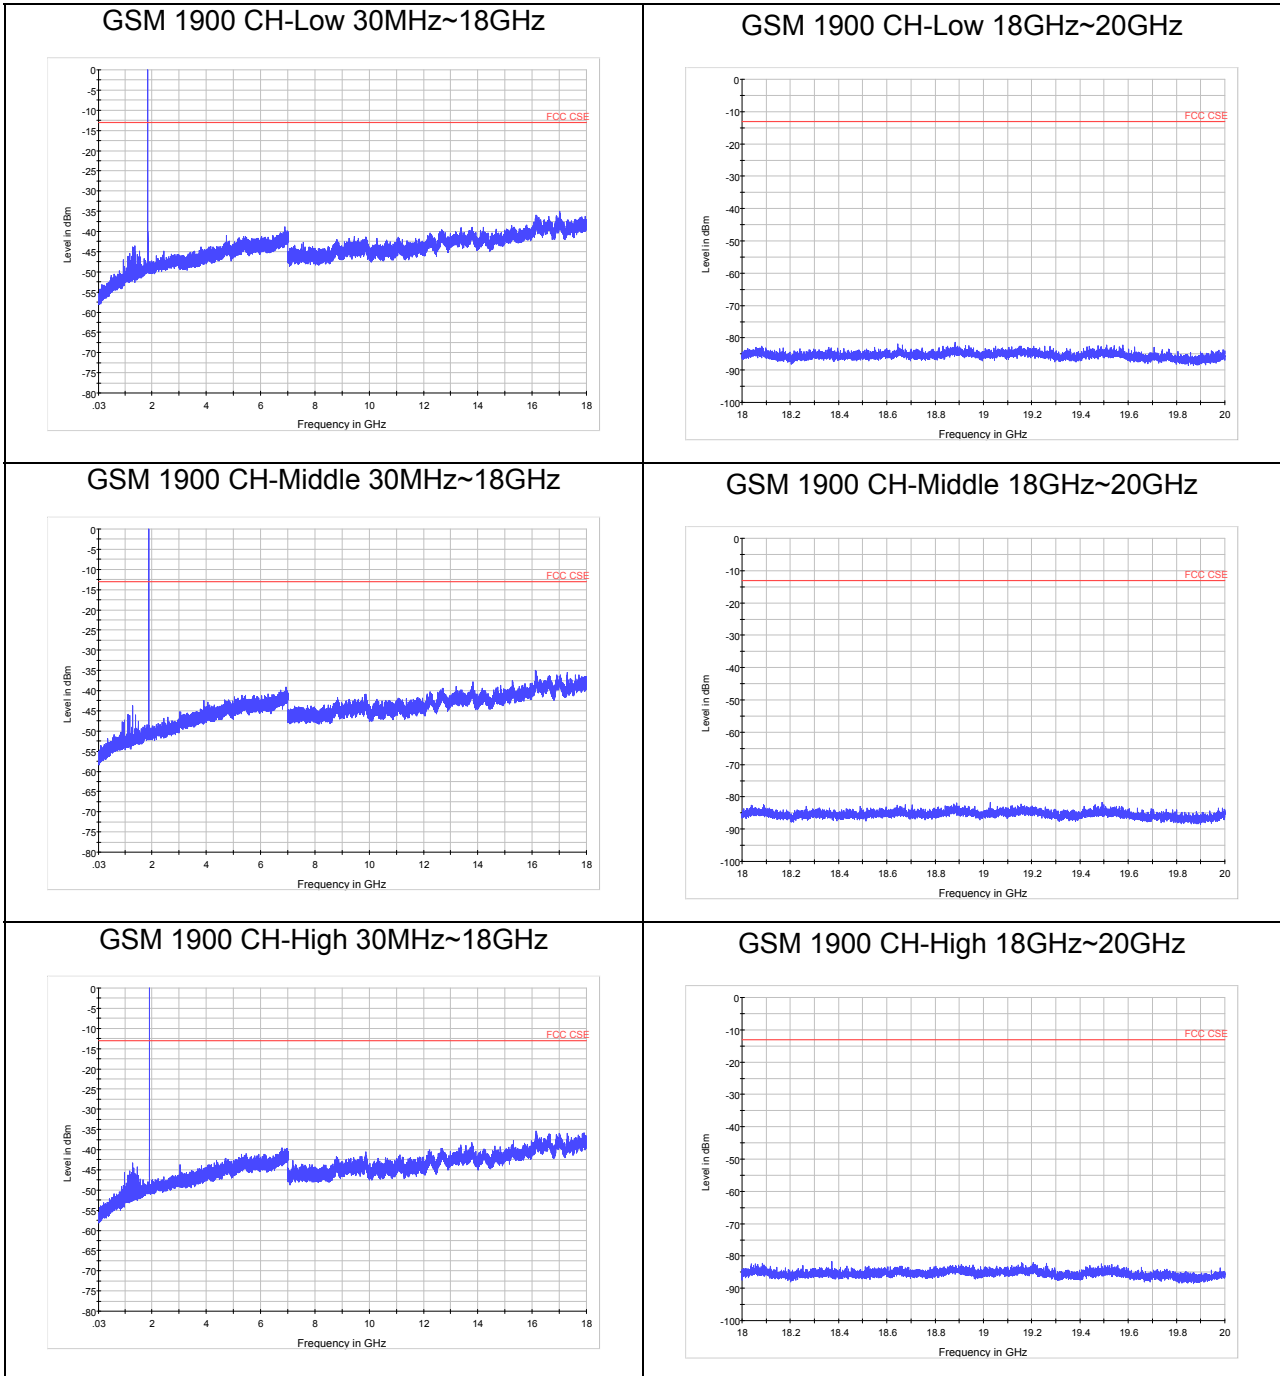 GSM 1900 CH-Low 30MHz~18GHz
0
-5
-10
-15
-20
-25
-30
-35
-40
-45
-50
-55
-60
-65
-70
-75
-80
Level in dBm
FCC CSE
.03 2 4 6 8 10 12 14 16 18
Frequency in GHz
GSM 1900 CH-Low 18GHz~20GHz
0
-10
-20
-30
-40
-50
-60
-70
-80
-90
-100
Level in dBm
FCC CSE
18 18.2 18.4 18.6 18.8 19 19.2 19.4 19.6 19.8 20
Frequency in GHz
GSM 1900 CH-Middle 30MHz~18GHz
0
-5
-10
-15
-20
-25
-30
-35
-40
-45
-50
-55
-60
-65
-70
-75
-80
Level in dBm
FCC CSE
.03 2 4 6 8 10 12 14 16 18
Frequency in GHz
GSM 1900 CH-Middle 18GHz~20GHz
0
-10
-20
-30
-40
-50
-60
-70
-80
-90
-100
Level in dBm
FCC CSE
18 18.2 18.4 18.6 18.8 19 19.2 19.4 19.6 19.8 20
Frequency in GHz
GSM 1900 CH-High 30MHz~18GHz
0
-5
-10
-15
-20
-25
-30
-35
-40
-45
-50
-55
-60
-65
-70
-75
-80
Level in dBm
FCC CSE
.03 2 4 6 8 10 12 14 16 18
Frequency in GHz
GSM 1900 CH-High 18GHz~20GHz
0
-10
-20
-30
-40
-50
-60
-70
-80
-90
-100
Level in dBm
FCC CSE
18 18.2 18.4 18.6 18.8 19 19.2 19.4 19.6 19.8 20
Frequency in GHz